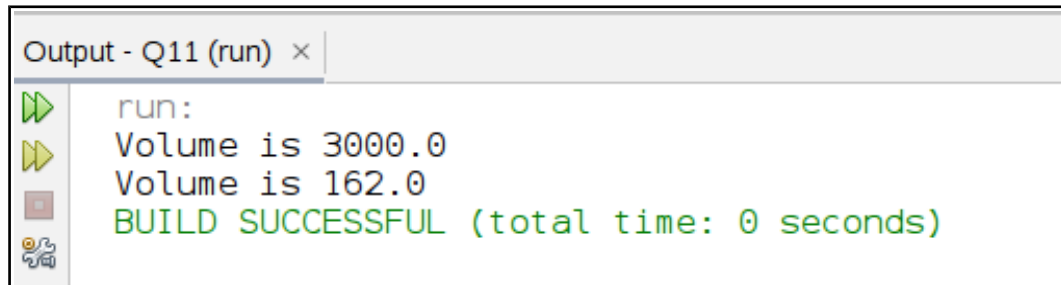 Output - Q11 (run) ×
run:
Volume is 3000.0
Volume is 162.0
BUILD SUCCESSFUL (total time: 0 seconds)